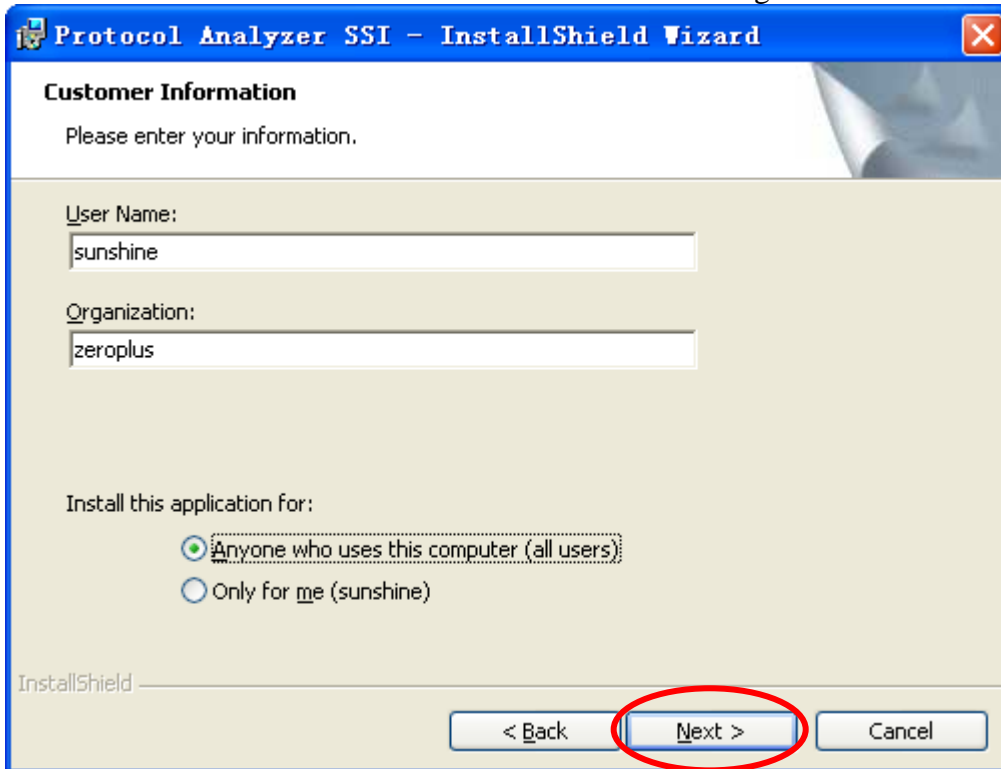 Protocol Analyzer SSI - InstallShield Wizard
Customer Information
Please enter your information.
User Name:
sunshine
Organization:
zeroplus
Install this application for:
Anyone who uses this computer (all users)
Only for me (sunshine)
InstallShield
< Back Next > Cancel